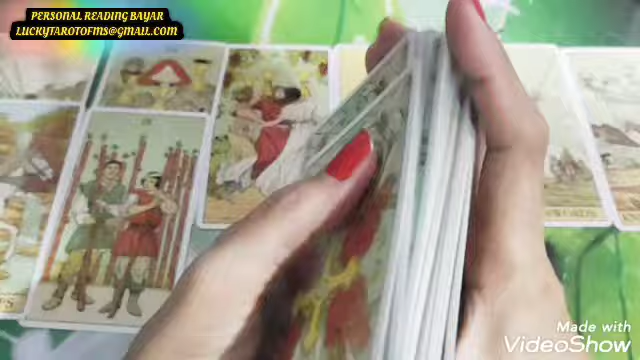 PERSONAL READING BAYAR
LUCKYTAROTOFMS@GMAIL.COM
Made with
VideoShow